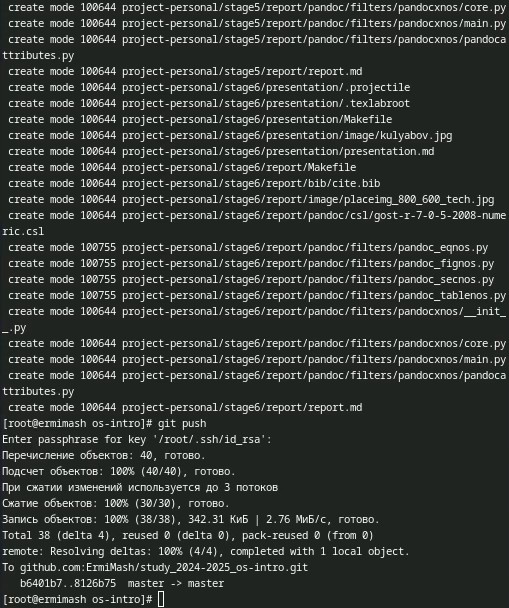 create mode 100644 project-personal/stage5/report/pandoc/filters/pandocxnos/core.py
create mode 100644 project-personal/stage5/report/pandoc/filters/pandocxnos/main.py
create mode 100644 project-personal/stage5/report/pandoc/filters/pandocxnos/pandoca
ttributes.py
create mode 100644 project-personal/stage5/report/report.md
create mode 100644 project-personal/stage6/presentation/.projectile
create mode 100644 project-personal/stage6/presentation/.texlabroot
create mode 100644 project-personal/stage6/presentation/Makefile
create mode 100644 project-personal/stage6/presentation/image/kulyabov.jpg
create mode 100644 project-personal/stage6/presentation/presentation.md
create mode 100644 project-personal/stage6/report/Makefile
create mode 100644 project-personal/stage6/report/bib/cite.bib
create mode 100644 project-personal/stage6/report/image/placeimg_800_600_tech.jpg
create mode 100644 project-personal/stage6/report/pandoc/csl/gost-r-7-0-5-2008-nume
ric.csl
create mode 100755 project-personal/stage6/report/pandoc/filters/pandoc_eqnos.py
create mode 100755 project-personal/stage6/report/pandoc/filters/pandoc_fignos.py
create mode 100755 project-personal/stage6/report/pandoc/filters/pandoc_secnos.py
create mode 100755 project-personal/stage6/report/pandoc/filters/pandoc_tablenos.py
create mode 100644 project-personal/stage6/report/pandoc/filters/pandocxnos/__init_
_.py
create mode 100644 project-personal/stage6/report/pandoc/filters/pandocxnos/core.py
create mode 100644 project-personal/stage6/report/pandoc/filters/pandocxnos/main.py
create mode 100644 project-personal/stage6/report/pandoc/filters/pandocxnos/pandoca
ttributes.py
create mode 100644 project-personal/stage6/report/report.md
[root@ermimash os-intro]# git push
Enter passphrase for key '/root/.ssh/id_rsa':
Перечисление объектов: 40, готово.
Подсчет объектов: 100% (40/40), готово.
При сжатии изменений используется до 3 потоков
Сжатие объектов: 100% (30/30), готово.
Запись объектов: 100% (38/38), 342.31 КиБ | 2.76 МиБ/с, готово.
Total 38 (delta 4), reused 0 (delta 0), pack-reused 0 (from 0)
remote: Resolving deltas: 100% (4/4), completed with 1 local object.
To github.com:ErmiMash/study_2024-2025_os-intro.git
b6401b7..8126b75  master -> master
[root@ermimash os-intro]#